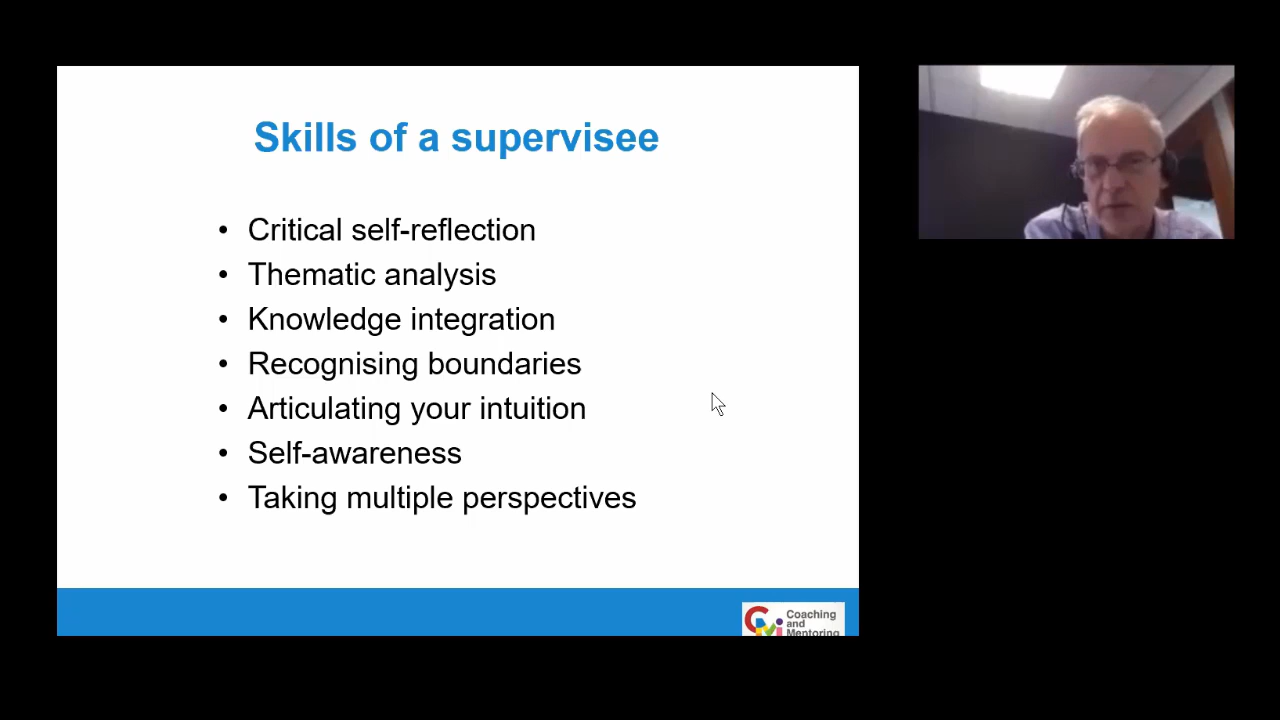 Skills of a supervisee
• Critical self-reflection
• Thematic analysis
• Knowledge integration
• Recognising boundaries
• Articulating your intuition
• Self-awareness
• Taking multiple perspectives
Coaching
and
Mentoring